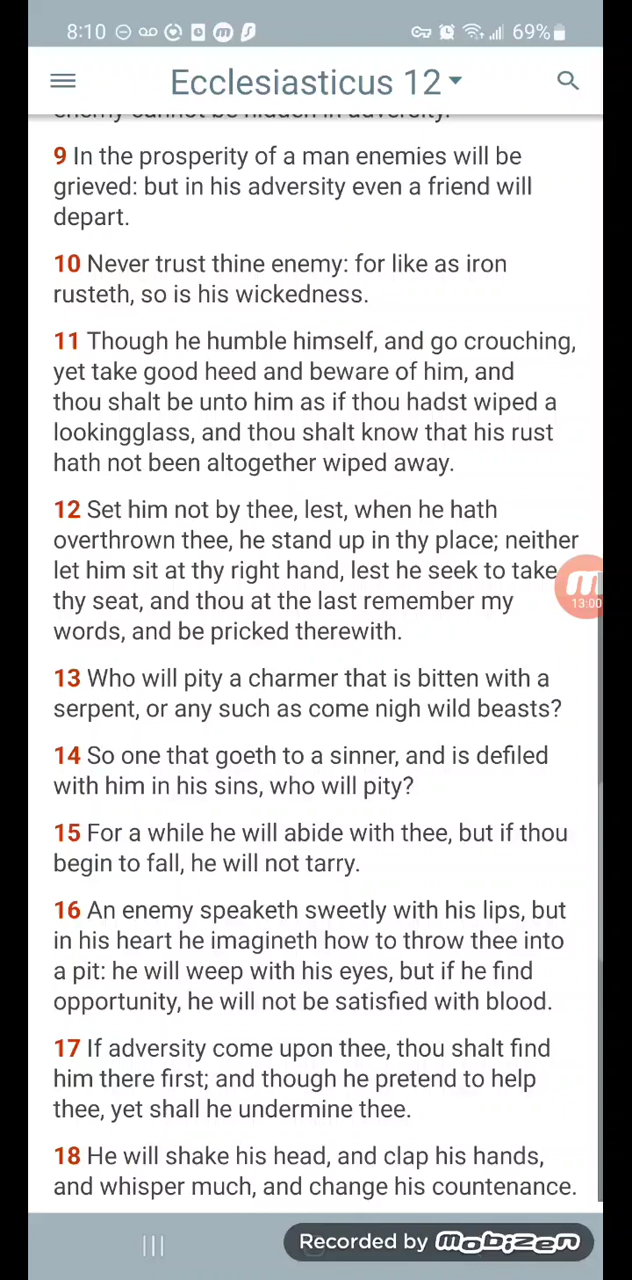 8:10
69%
Ecclesiasticus 12
enemy cannot be hidden in adversity.
9 In the prosperity of a man enemies will be
grieved: but in his adversity even a friend will
depart.
10 Never trust thine enemy: for like as iron
rusteth, so is his wickedness.
11 Though he humble himself, and go crouching,
yet take good heed and beware of him, and
thou shalt be unto him as if thou hadst wiped a
lookingglass, and thou shalt know that his rust
hath not been altogether wiped away.
12 Set him not by thee, lest, when he hath
overthrown thee, he stand up in thy place; neither
let him sit at thy right hand, lest he seek to take
thy seat, and thou at the last remember my
words, and be pricked therewith.
13:00
13 Who will pity a charmer that is bitten with a
serpent, or any such as come nigh wild beasts?
14 So one that goeth to a sinner, and is defiled
with him in his sins, who will pity?
15 For a while he will abide with thee, but if thou
begin to fall, he will not tarry.
16 An enemy speaketh sweetly with his lips, but
in his heart he imagineth how to throw thee into
a pit: he will weep with his eyes, but if he find
opportunity, he will not be satisfied with blood.
17 If adversity come upon thee, thou shalt find
him there first; and though he pretend to help
thee, yet shall he undermine thee.
18 He will shake his head, and clap his hands,
and whisper much, and change his countenance.
Recorded by mobizen